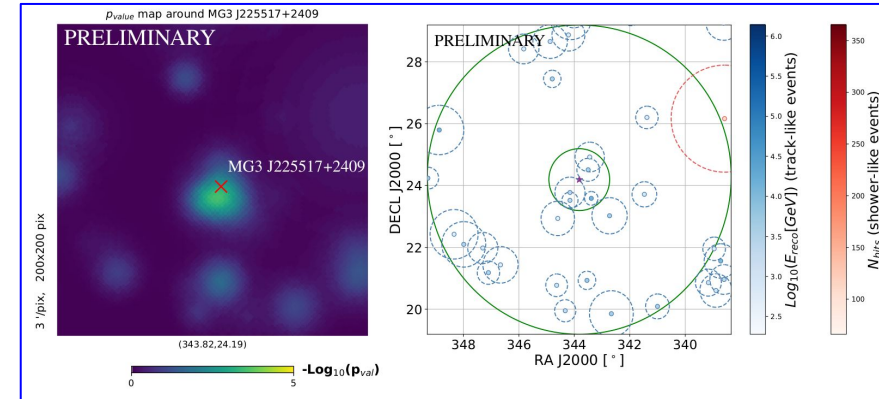 p_value map around MG3 J225517+2409
PRELIMINARY
MG3 J225517+2409
3 '/pix, 200x200 pix
(343.82,24.19)
0
5
-Log10(p_val)
PRELIMINARY
28
26
24
22
20
DECL J2000 [°]
348
346
344
342
340
RA J2000 [°]
6.0
5.5
5.0
4.5
4.0
3.5
3.0
2.5
Log10(E_reco[GeV]) (track-like events)
350
300
250
200
150
100
N_hits (shower-like events)